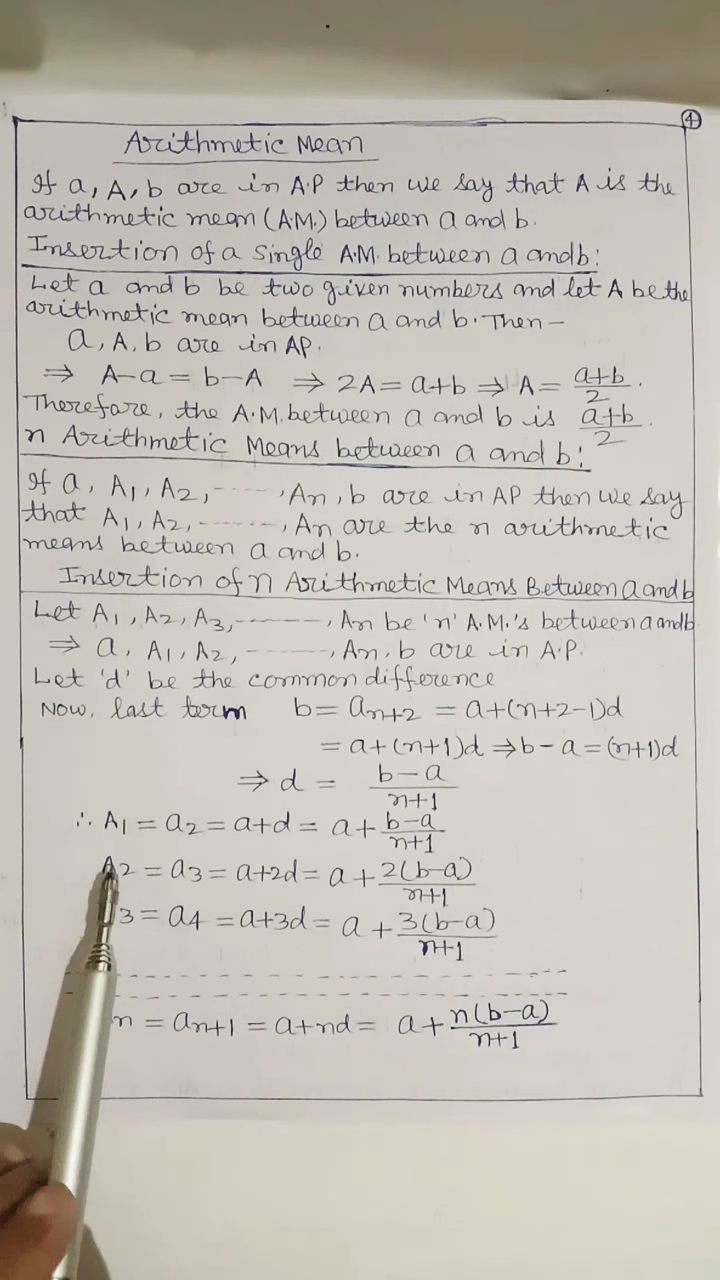 ④
Arithmetic Mean
If a, A, b are in A.P then we say that A is the
arithmetic mean (A.M.) between a and b.
Insertion of a single A.M. between a and b:
Let a and b be two given numbers and let A be the
arithmetic mean between a and b. Then –
a, A, b are in AP.
⇒ A-a = b-A ⇒ 2A = a+b ⇒ A = (a+b)/2.
Therefore, the A.M. between a and b is (a+b)/2.
n Arithmetic Means between a and b:
If a, A₁, A₂, ------, An, b are in AP then we say
that A₁, A₂, -------, An are the n arithmetic
means between a and b.
Insertion of n Arithmetic Means Between a and b
Let A₁, A₂, A₃, -------, An be 'n' A.M.'s between a and b
⇒ a, A₁, A₂, -------, An, b are in A.P.
Let 'd' be the common difference
Now, last term b = aₙ₊₂ = a+(n+2-1)d
= a+(n+1)d ⇒ b-a = (n+1)d
⇒ d = (b-a)/(n+1)
∴ A₁ = a₂ = a+d = a + (b-a)/(n+1)
A₂ = a₃ = a+2d = a + 2(b-a)/(n+1)
3 = a₄ = a+3d = a + 3(b-a)/(n+1)
n = aₙ₊₁ = a+nd = a + n(b-a)/(n+1)